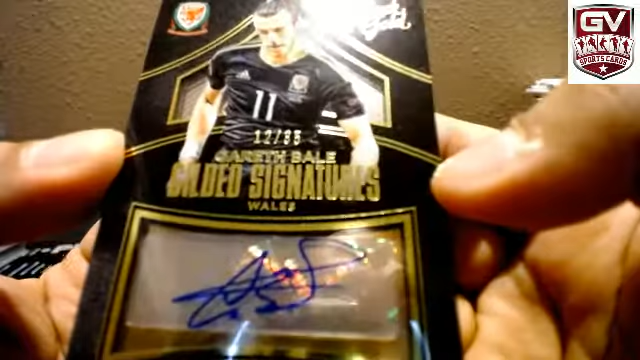 GV
SPORTS CARDS
11
12/35
GARETH BALE
GILDED SIGNATURES
WALES